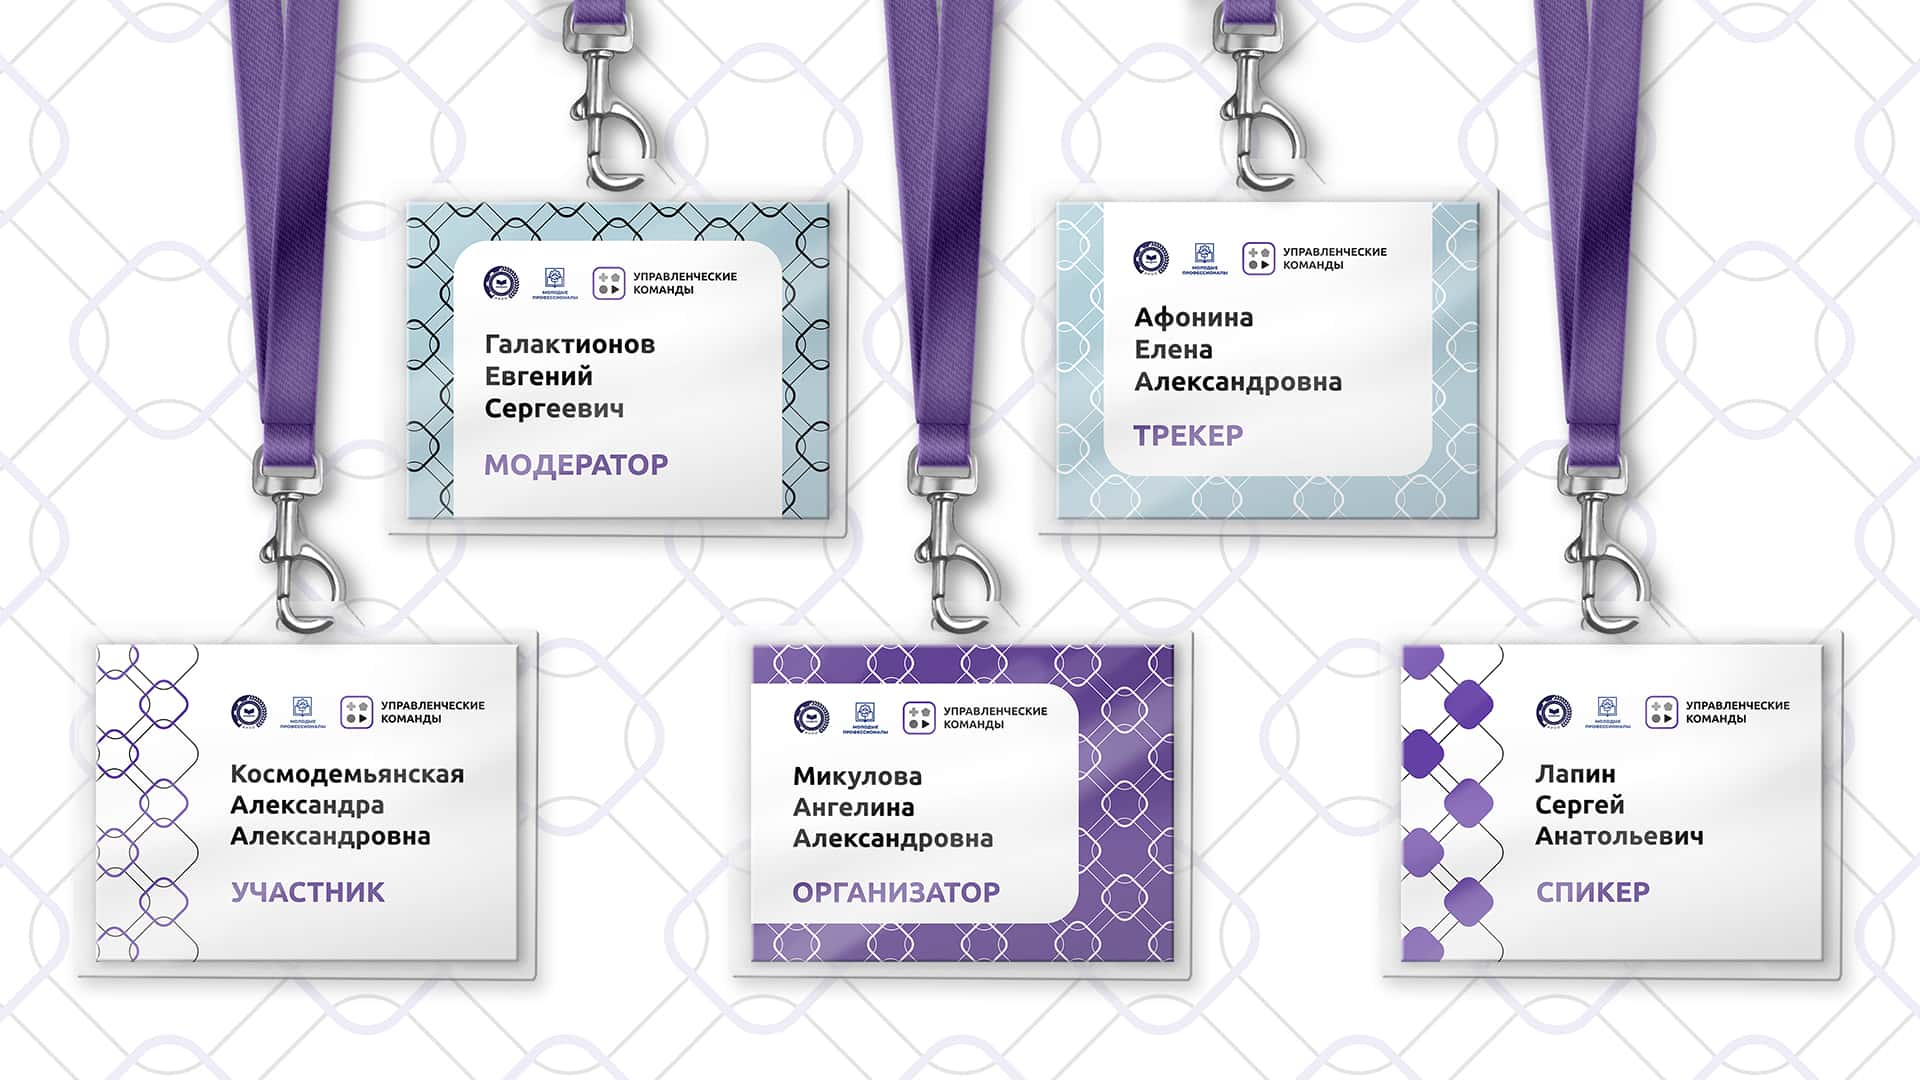 УПРАВЛЕНЧЕСКИЕ
КОМАНДЫ
МОЛОДЫЕ
ПРОФЕССИОНАЛЫ
Галактионов
Евгений
Сергеевич
МОДЕРАТОР
УПРАВЛЕНЧЕСКИЕ
КОМАНДЫ
МОЛОДЫЕ
ПРОФЕССИОНАЛЫ
Афонина
Елена
Александровна
ТРЕКЕР
УПРАВЛЕНЧЕСКИЕ
КОМАНДЫ
МОЛОДЫЕ
ПРОФЕССИОНАЛЫ
Космодемьянская
Александра
Александровна
УЧАСТНИК
УПРАВЛЕНЧЕСКИЕ
КОМАНДЫ
МОЛОДЫЕ
ПРОФЕССИОНАЛЫ
Микулова
Ангелина
Александровна
ОРГАНИЗАТОР
УПРАВЛЕНЧЕСКИЕ
КОМАНДЫ
МОЛОДЫЕ
ПРОФЕССИОНАЛЫ
Лапин
Сергей
Анатольевич
СПИКЕР